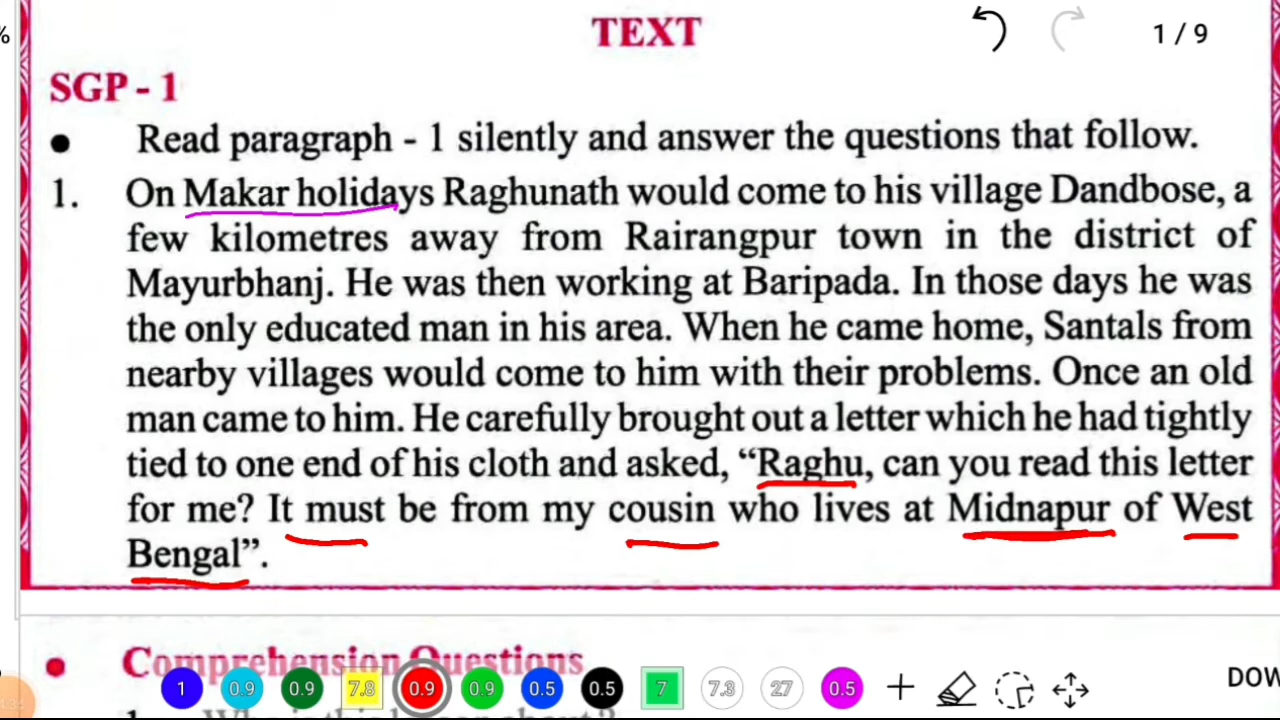 TEXT
1 / 9
SGP - 1
● Read paragraph - 1 silently and answer the questions that follow.
1. On Makar holidays Raghunath would come to his village Dandbose, a
few kilometres away from Rairangpur town in the district of
Mayurbhanj. He was then working at Baripada. In those days he was
the only educated man in his area. When he came home, Santals from
nearby villages would come to him with their problems. Once an old
man came to him. He carefully brought out a letter which he had tightly
tied to one end of his cloth and asked, “Raghu, can you read this letter
for me? It must be from my cousin who lives at Midnapur of West
Bengal”.
● Comprehension Questions
1 0.9 0.9 7.8 0.9 0.9 0.5 0.5 7 7.3 27 0.5